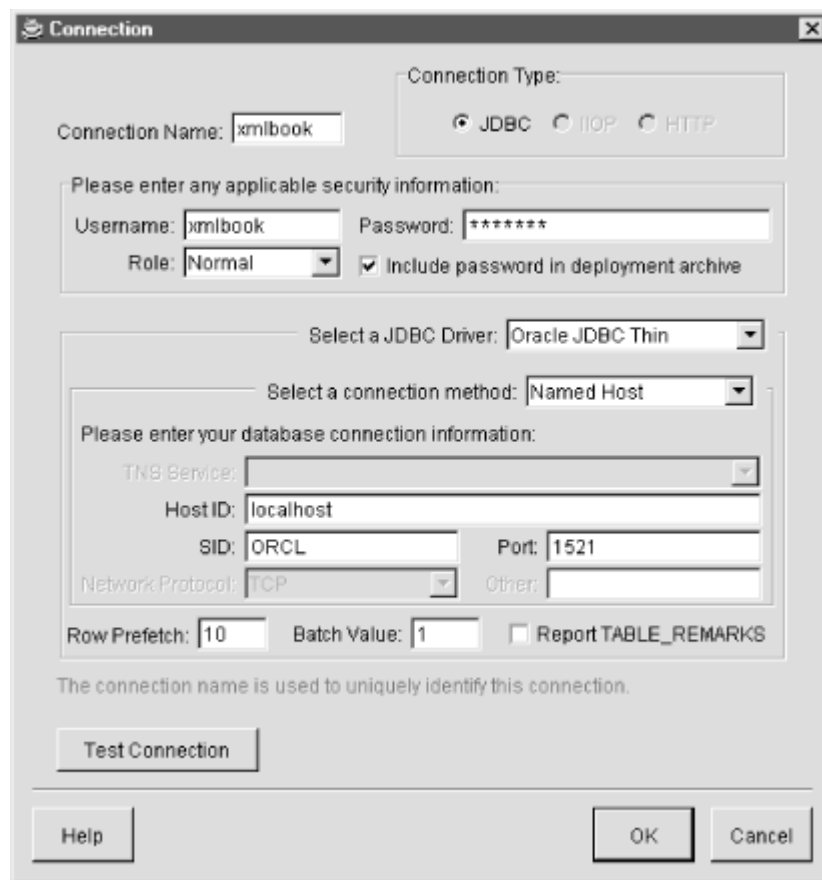 Connection
Connection Type:
Connection Name: xmlbook
JDBC IIOP HTTP
Please enter any applicable security information:
Username: xmlbook Password: *******
Role: Normal Include password in deployment archive
Select a JDBC Driver: Oracle JDBC Thin
Select a connection method: Named Host
Please enter your database connection information:
TNS Service:
Host ID: localhost
SID: ORCL Port: 1521
Network Protocol: TCP Other:
Row Prefetch: 10 Batch Value: 1 Report TABLE_REMARKS
The connection name is used to uniquely identify this connection.
Test Connection
Help OK Cancel